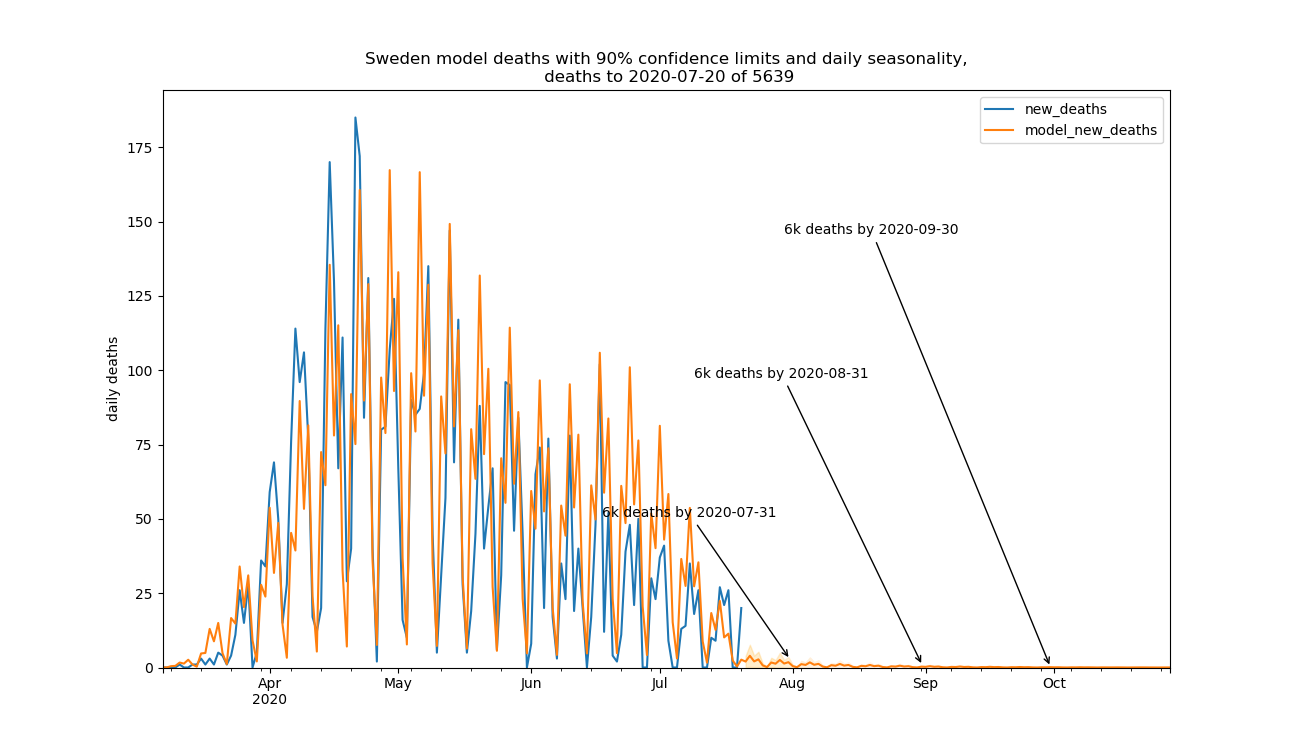 Sweden model deaths with 90% confidence limits and daily seasonality,
deaths to 2020-07-20 of 5639
new_deaths
model_new_deaths
175
150
125
100
75
50
25
0
daily deaths
6k deaths by 2020-09-30
6k deaths by 2020-08-31
6k deaths by 2020-07-31
Apr
2020
May
Jun
Jul
Aug
Sep
Oct